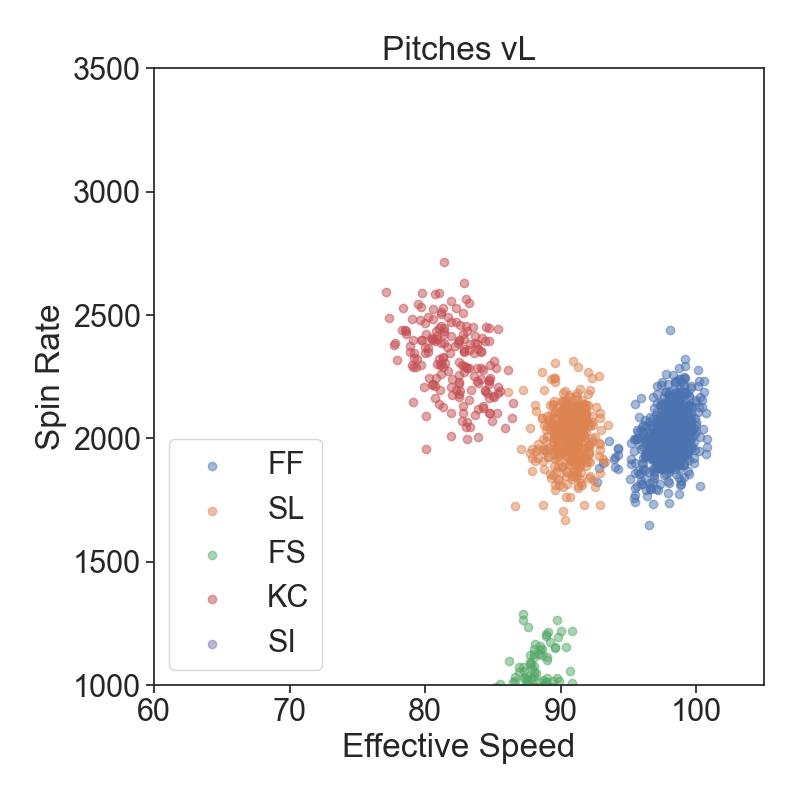 Pitches vL
3500
3000
2500
2000
1500
1000
Spin Rate
FF
SL
FS
KC
SI
60 70 80 90 100
Effective Speed